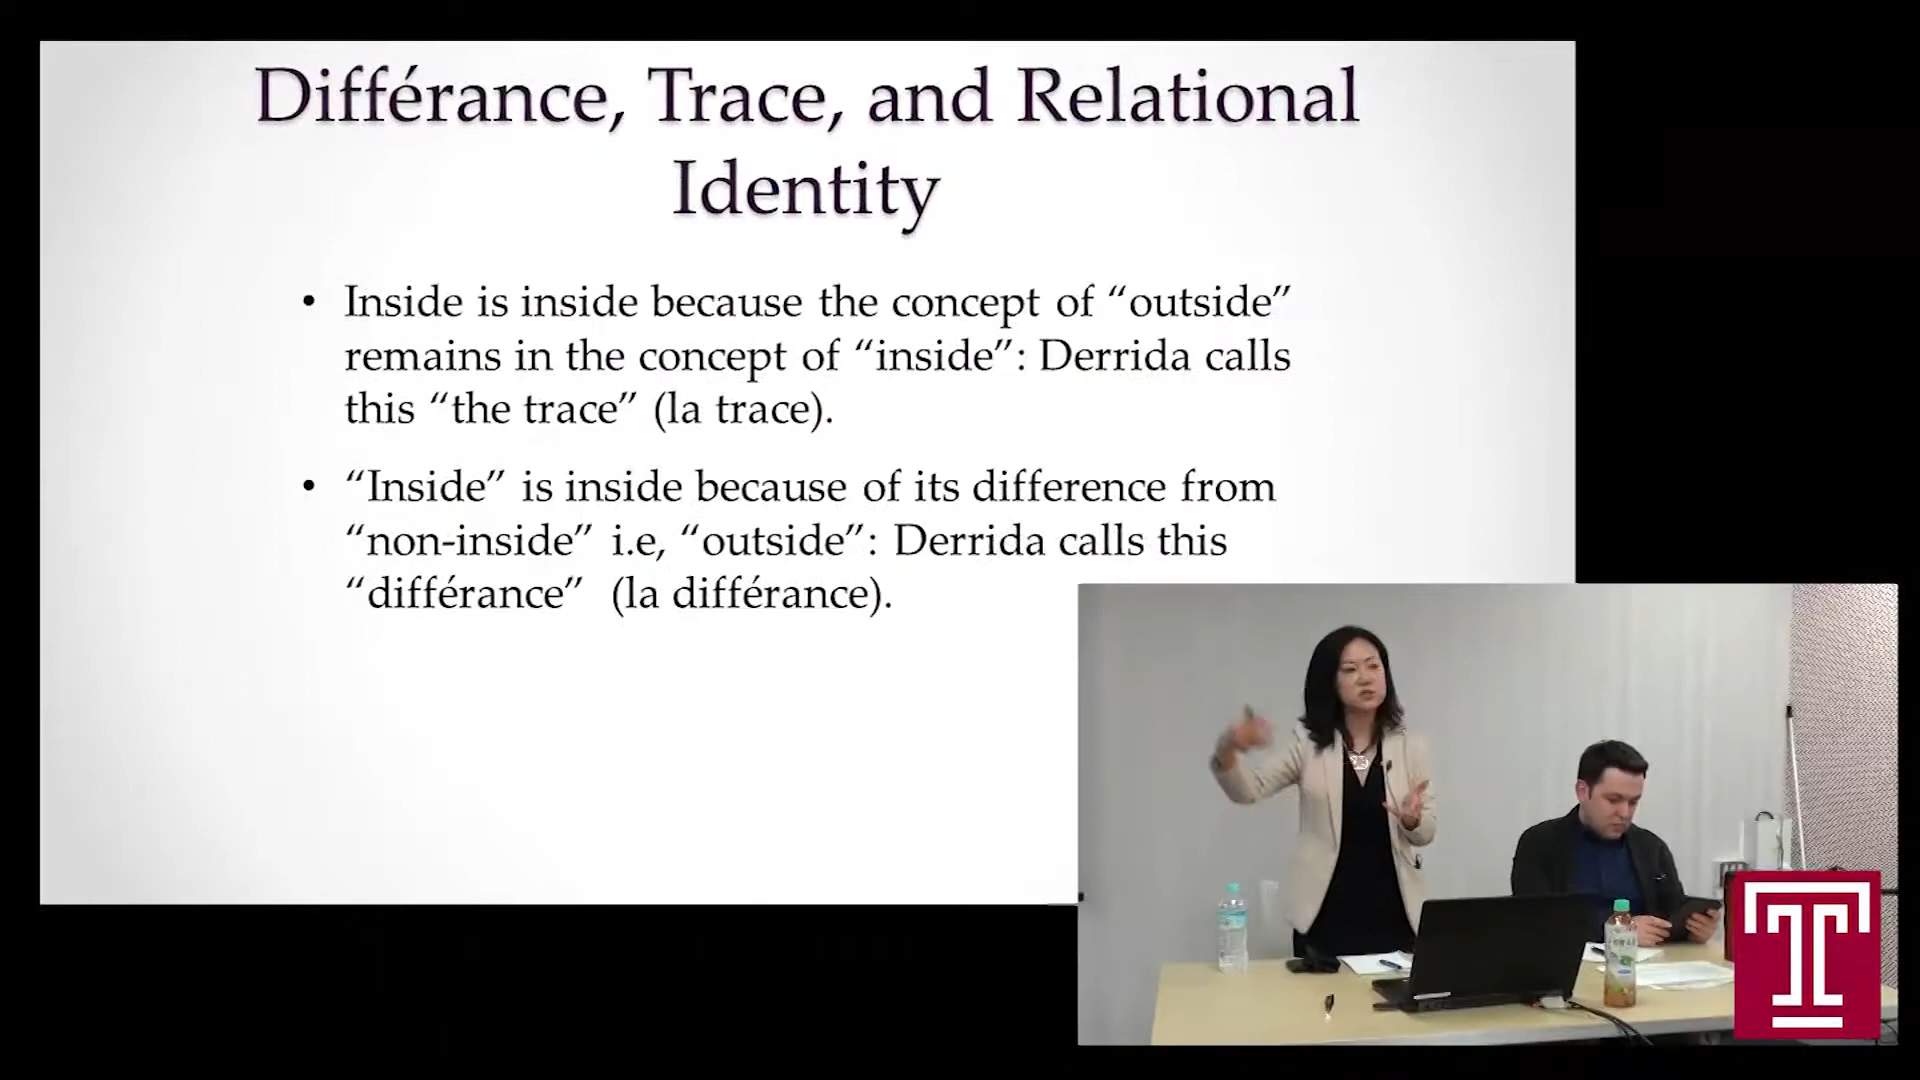 Différance, Trace, and Relational
Identity
• Inside is inside because the concept of “outside”
remains in the concept of “inside”: Derrida calls
this “the trace” (la trace).
• “Inside” is inside because of its difference from
“non-inside” i.e, “outside”: Derrida calls this
“différance” (la différance).
T